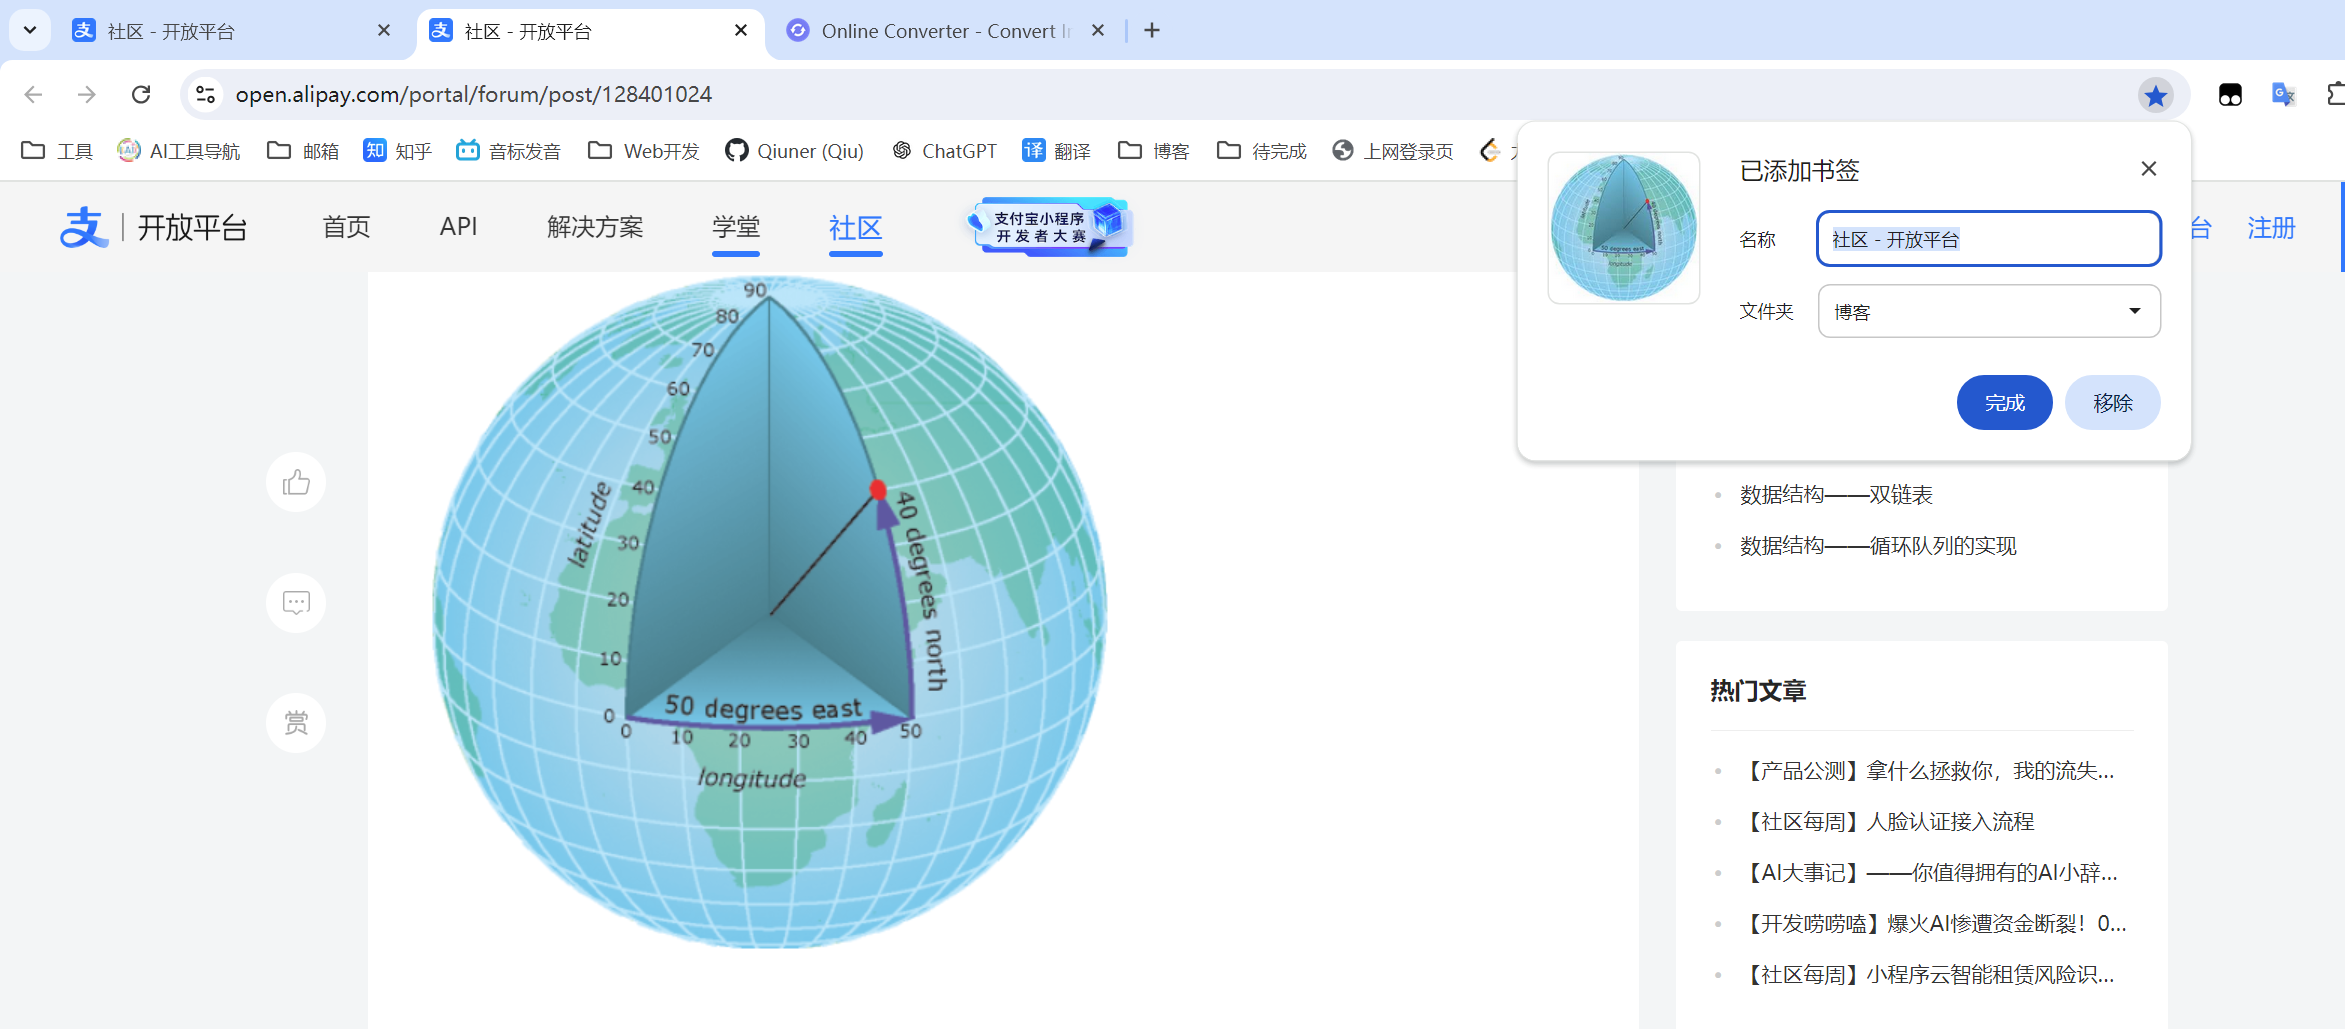 社区 - 开放平台
社区 - 开放平台
Online Converter - Convert
open.alipay.com/portal/forum/post/128401024
工具 AI工具导航 邮箱 知乎 音标发音 Web开发 Qiuner (Qiu) ChatGPT 翻译 博客 待完成 上网登录页
支 开放平台 首页 API 解决方案 学堂 社区
支付宝小程序
开发者大赛
台 注册
已添加书签
名称 社区 - 开放平台
文件夹 博客
完成 移除
90
80
70
60
50
40
30
20
10
0
latitude
40 degrees north
50 degrees east
0 10 20 30 40 50
longitude
赏
数据结构——双链表
数据结构——循环队列的实现
热门文章
【产品公测】拿什么拯救你，我的流失...
【社区每周】人脸认证接入流程
【AI大事记】——你值得拥有的AI小辞...
【开发唠唠嗑】爆火AI惨遭资金断裂！0...
【社区每周】小程序云智能租赁风险识...